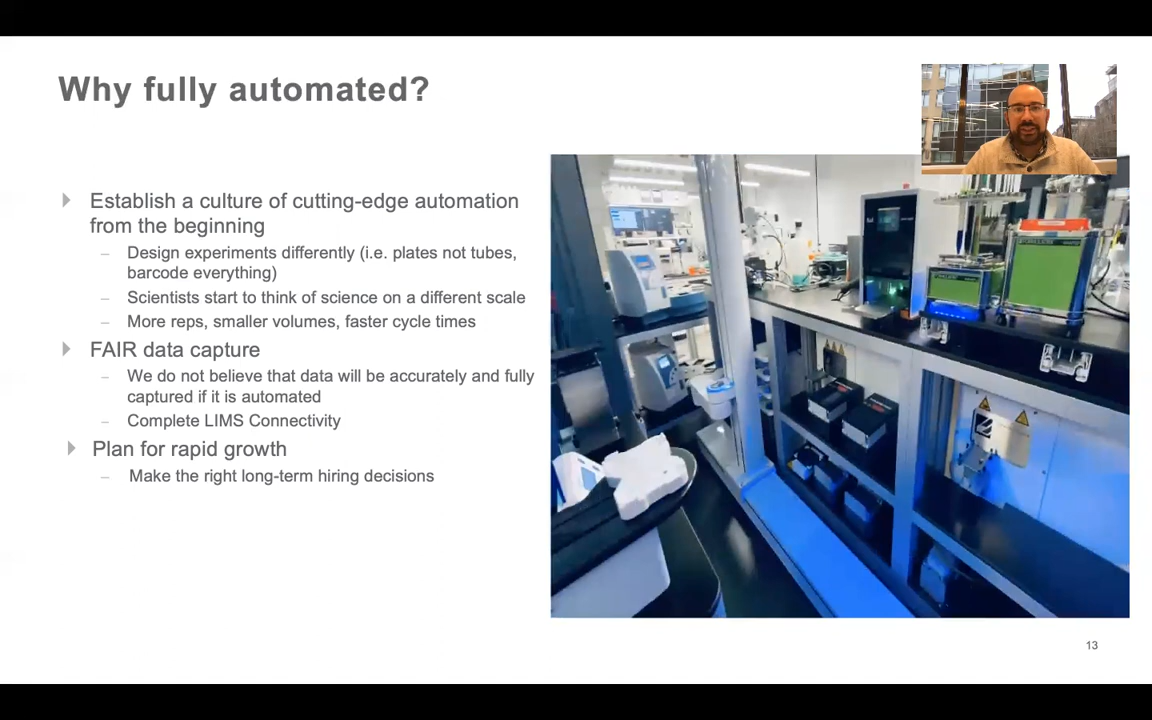 Why fully automated?
Establish a culture of cutting-edge automation
from the beginning
– Design experiments differently (i.e. plates not tubes,
barcode everything)
– Scientists start to think of science on a different scale
– More reps, smaller volumes, faster cycle times
FAIR data capture
– We do not believe that data will be accurately and fully
captured if it is automated
– Complete LIMS Connectivity
Plan for rapid growth
– Make the right long-term hiring decisions
13